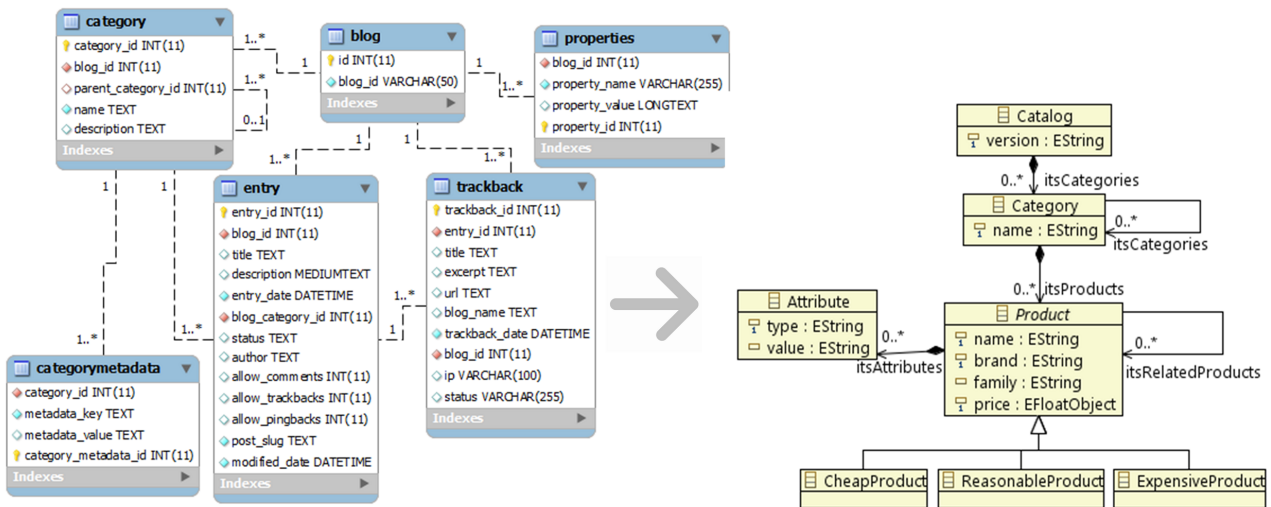 category
category_id INT(11)
blog_id INT(11)
parent_category_id INT(11)
name TEXT
description TEXT
Indexes
1..*
1
1..*
0..1
blog
id INT(11)
blog_id VARCHAR(50)
Indexes
1
1..*
properties
blog_id INT(11)
property_name VARCHAR(255)
property_value LONGTEXT
property_id INT(11)
Indexes
1
1..*
1
1..*
1
1
1..*
1..*
entry
entry_id INT(11)
blog_id INT(11)
title TEXT
description MEDIUMTEXT
entry_date DATETIME
blog_category_id INT(11)
status TEXT
author TEXT
allow_comments INT(11)
allow_trackbacks INT(11)
allow_pingbacks INT(11)
post_slug TEXT
modified_date DATETIME
Indexes
1..*
1
trackback
trackback_id INT(11)
entry_id INT(11)
title TEXT
excerpt TEXT
url TEXT
blog_name TEXT
trackback_date DATETIME
blog_id INT(11)
ip VARCHAR(100)
status VARCHAR(255)
Indexes
categorymetadata
category_id INT(11)
metadata_key TEXT
metadata_value TEXT
category_metadata_id INT(11)
Indexes
Catalog
version : EString
0..* itsCategories
Category
name : EString
0..*
itsCategories
0..* itsProducts
Attribute
type : EString
value : EString
0..*
itsAttributes
Product
name : EString
brand : EString
family : EString
price : EFloatObject
0..*
itsRelatedProducts
CheapProduct
ReasonableProduct
ExpensiveProduct